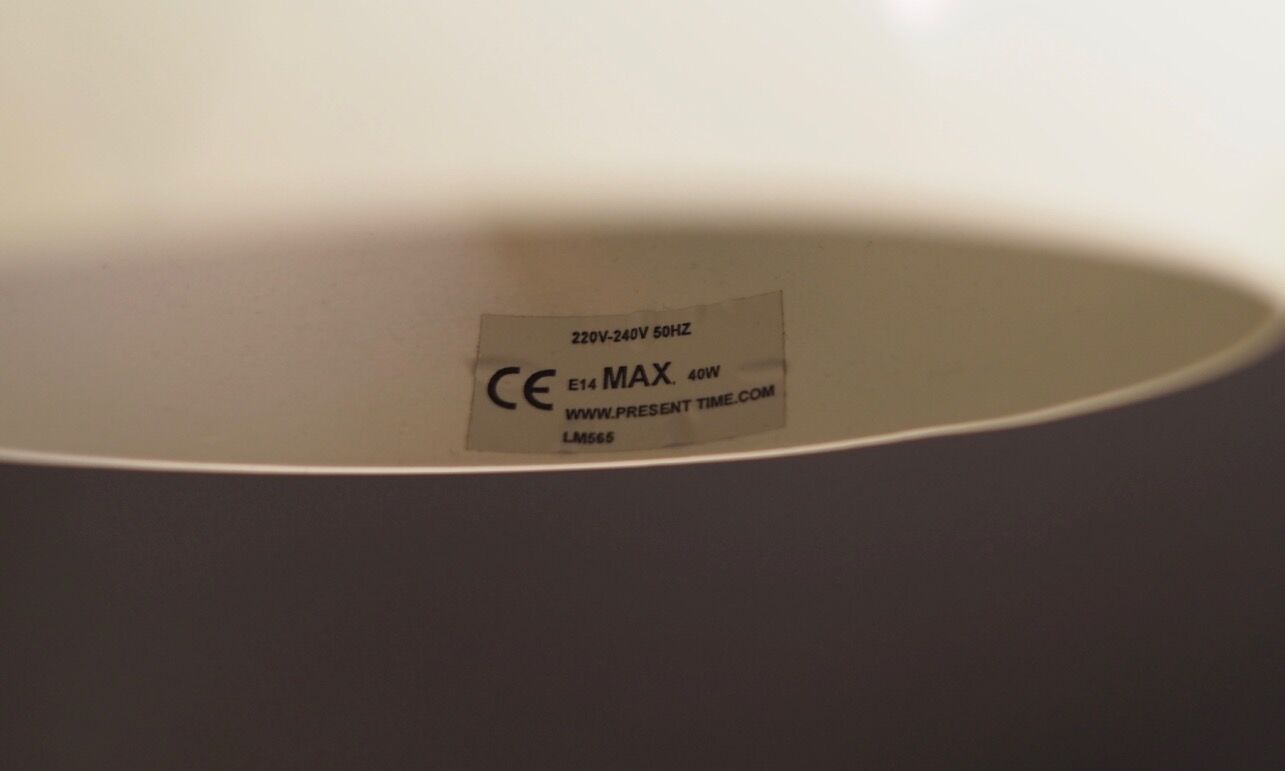 220V-240V 50HZ
CE E14 MAX. 40W
WWW.PRESENT TIME.COM
LM565